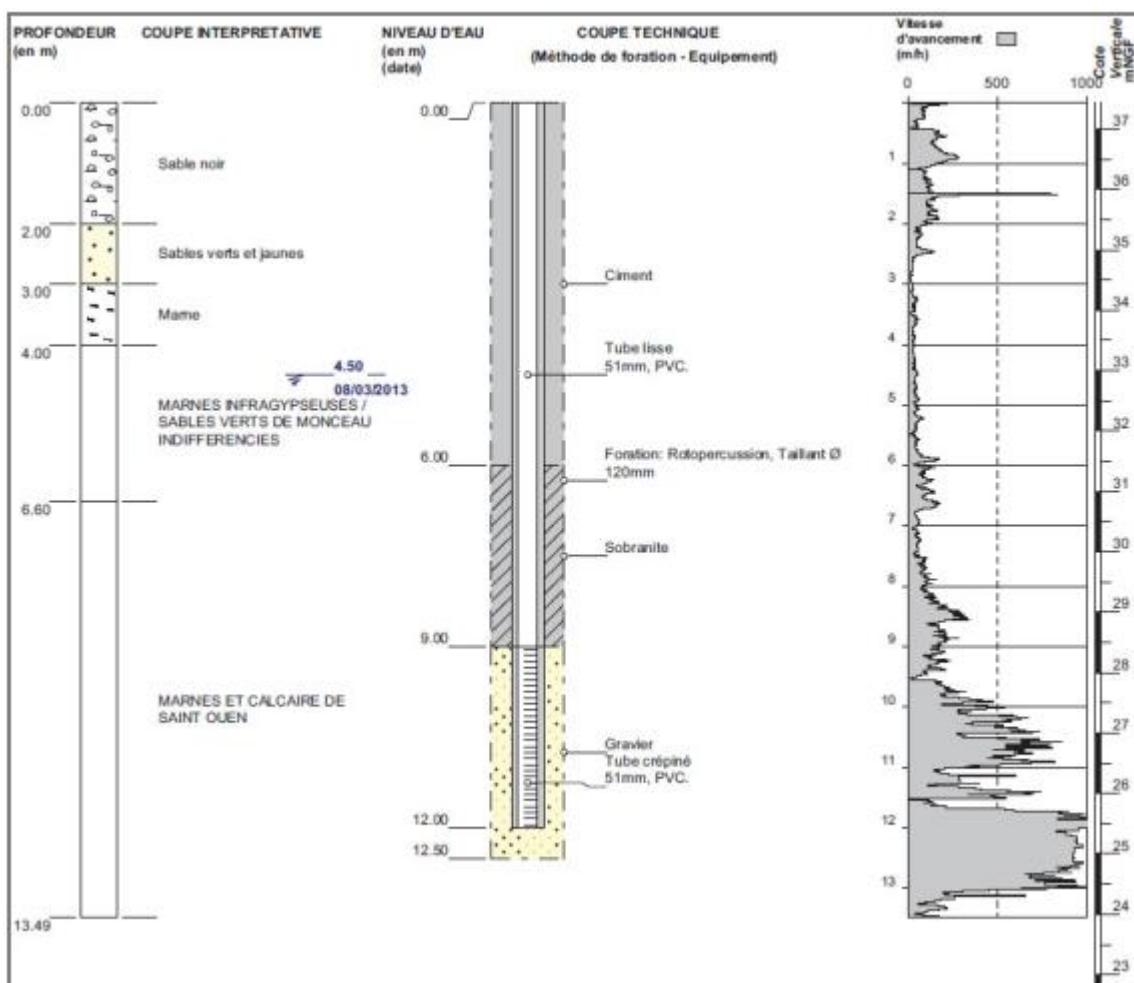 PROFONDEUR
(en m)
COUPE INTERPRETATIVE
NIVEAU D'EAU
(en m)
(date)
COUPE TECHNIQUE
(Méthode de foration - Equipement)
Vitesse
d'avancement
(m/h)
Cote
Verticale
mNGF
0
500
1000
0.00
2.00
3.00
4.00
6.60
13.49
Sable noir
Sables verts et jaunes
Marne
MARNES INFRAGYPSEUSES /
SABLES VERTS DE MONCEAU
INDIFFERENCIES
MARNES ET CALCAIRE DE
SAINT OUEN
4.50
08/03/2013
0.00
6.00
9.00
12.00
12.50
Ciment
Tube lisse
51mm, PVC.
Foration: Rotopercussion, Taillant Ø
120mm
Sobranite
Gravier
Tube crépiné
51mm, PVC.
1
2
3
4
5
6
7
8
9
10
11
12
13
37
36
35
34
33
32
31
30
29
28
27
26
25
24
23